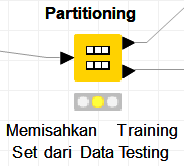 Partitioning
Memisahkan Training
Set dari Data Testing